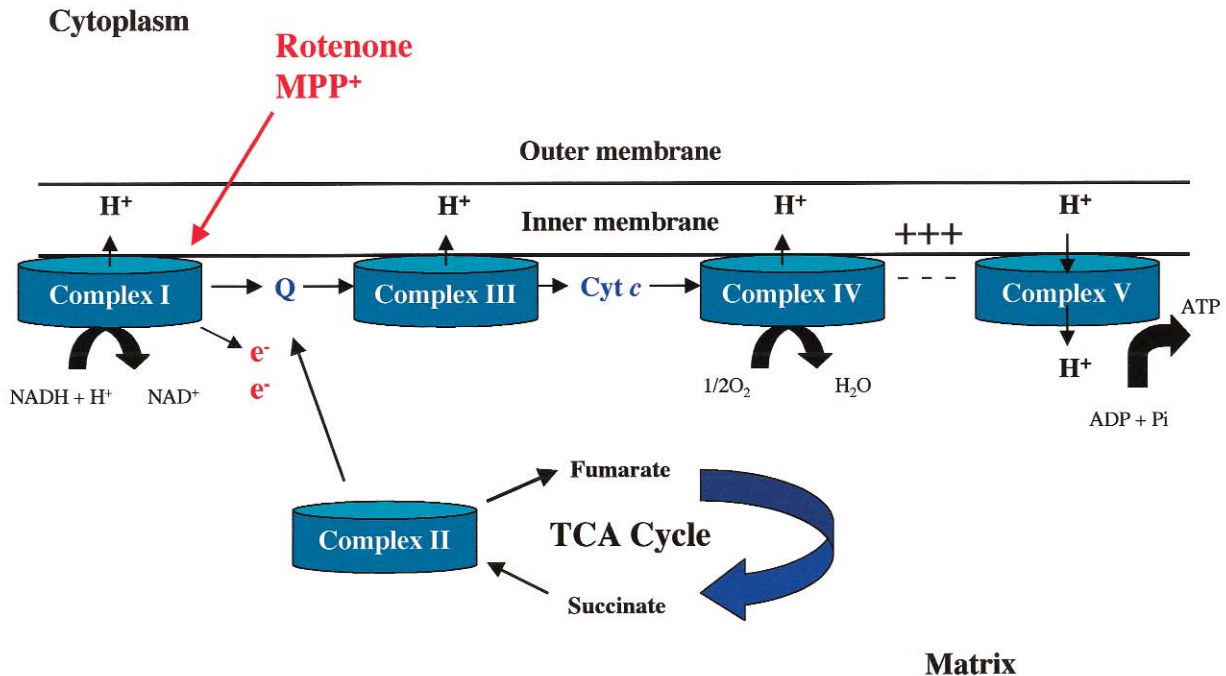 Cytoplasm
Rotenone
MPP⁺
Outer membrane
H⁺
H⁺
Inner membrane
H⁺
+++
H⁺
Complex I
Q
Complex III
Cyt c
Complex IV
– – –
Complex V
ATP
e⁻
e⁻
NADH + H⁺
NAD⁺
1/2O₂
H₂O
H⁺
ADP + Pi
Fumarate
Complex II
TCA Cycle
Succinate
Matrix